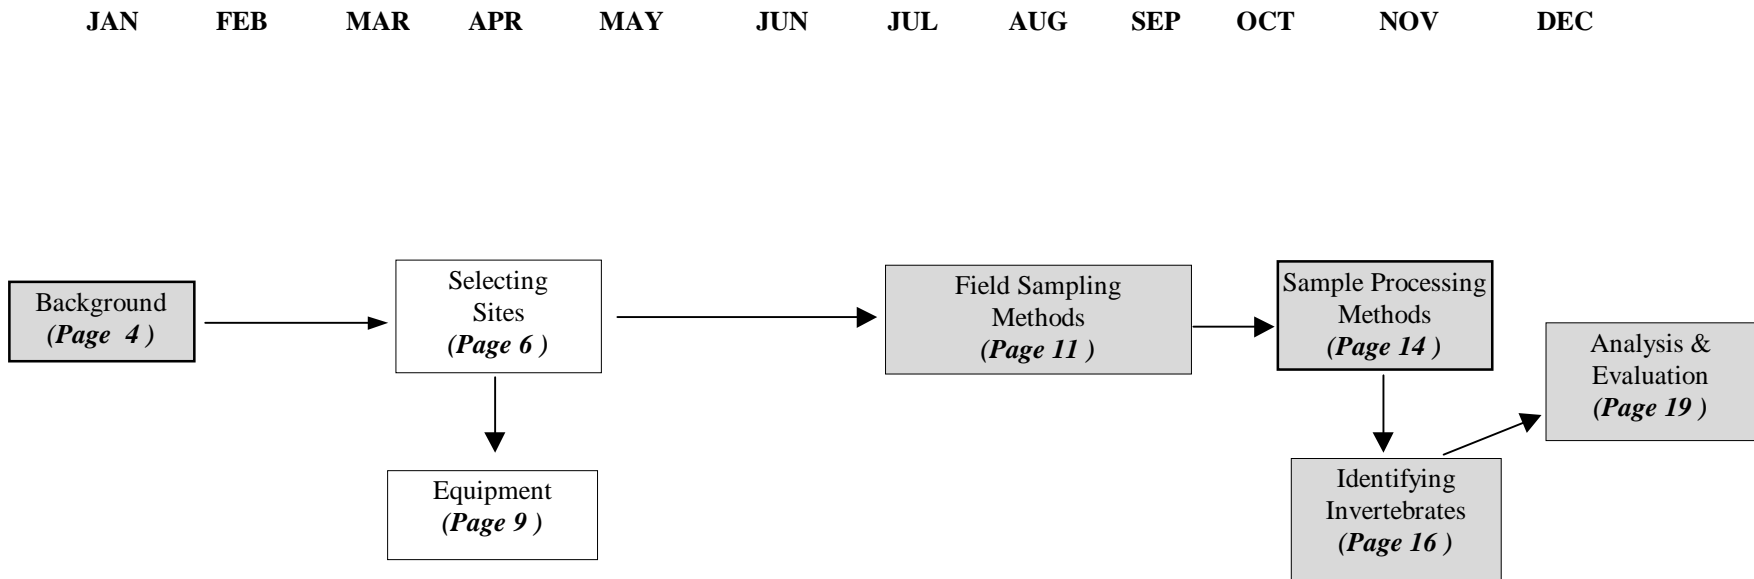 JAN FEB MAR APR MAY JUN JUL AUG SEP OCT NOV DEC
Background
(Page 4 )
Selecting
Sites
(Page 6 )
Equipment
(Page 9 )
Field Sampling
Methods
(Page 11 )
Sample Processing
Methods
(Page 14 )
Identifying
Invertebrates
(Page 16 )
Analysis &
Evaluation
(Page 19 )